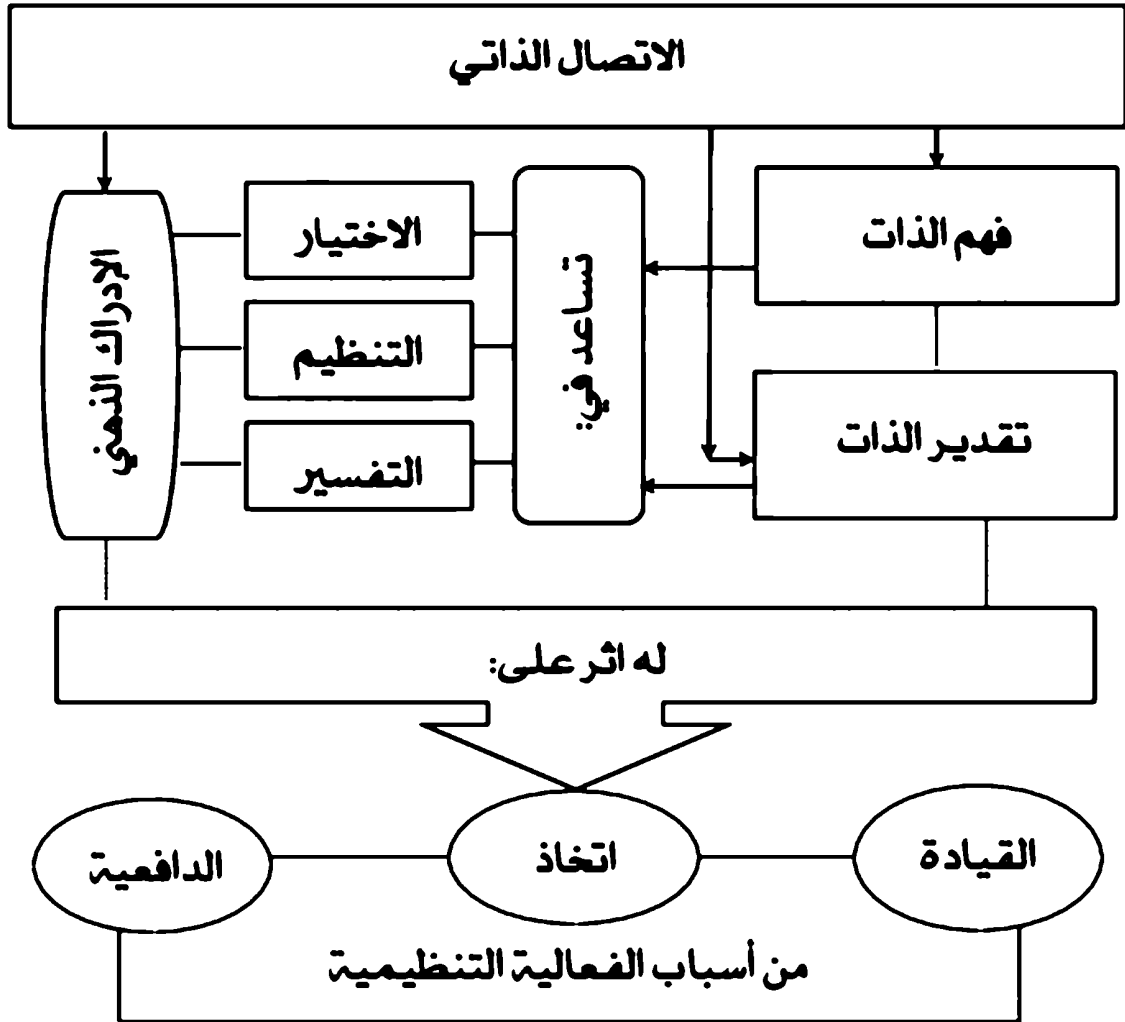 الاتصال الذاتي
فهم الذات
تقدير الذات
تساعد في:
الاختيار
التنظيم
التفسير
الإدراك الذهني
له اثر على:
القيادة
اتخاذ
الدافعية
من أسباب الفعالية التنظيمية